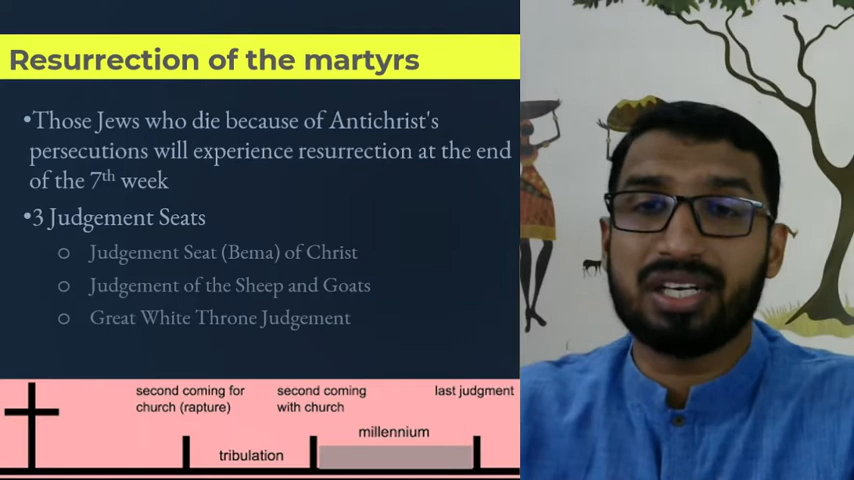 Resurrection of the martyrs
•Those Jews who die because of Antichrist's
persecutions will experience resurrection at the end
of the 7th week
•3 Judgement Seats
○ Judgement Seat (Bema) of Christ
○ Judgement of the Sheep and Goats
○ Great White Throne Judgement
second coming for
church (rapture)
second coming
with church
last judgment
millennium
tribulation